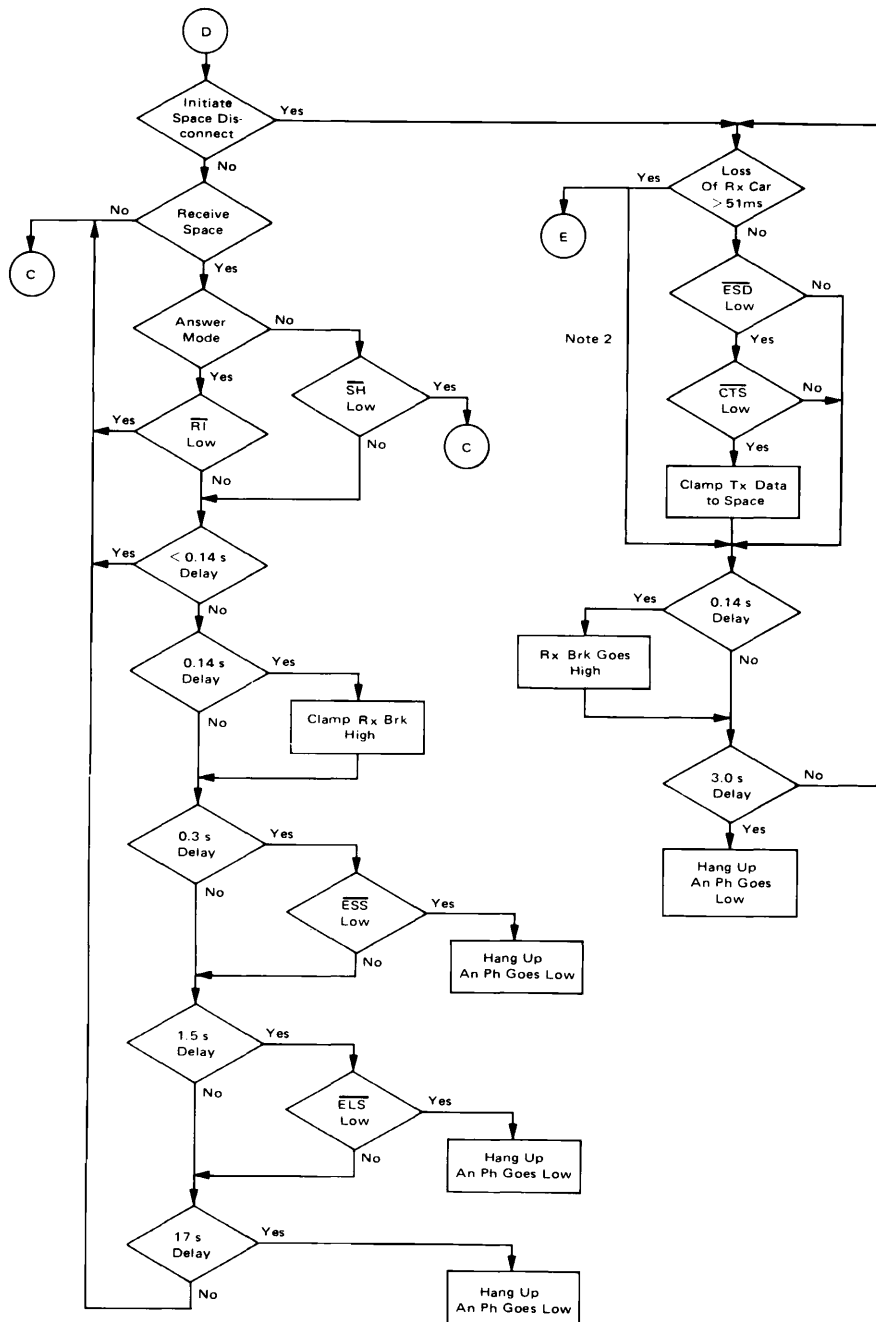 D
Initiate
Space Dis-
connect
Yes
No
Receive
Space
No
C
Yes
Answer
Mode
No
Yes
SH
Low
Yes
C
No
RI
Low
Yes
No
< 0.14 s
Delay
Yes
No
0.14 s
Delay
Yes
Clamp Rx Brk
High
No
0.3 s
Delay
Yes
No
ESS
Low
Yes
Hang Up
An Ph Goes Low
No
1.5 s
Delay
Yes
No
ELS
Low
Yes
Hang Up
An Ph Goes Low
No
17 s
Delay
Yes
Hang Up
An Ph Goes Low
No
Loss
Of Rx Car
> 51ms
Yes
E
No
Note 2
ESD
Low
No
Yes
CTS
Low
No
Yes
Clamp Tx Data
to Space
0.14 s
Delay
Yes
Rx Brk Goes
High
No
3.0 s
Delay
No
Yes
Hang Up
An Ph Goes
Low